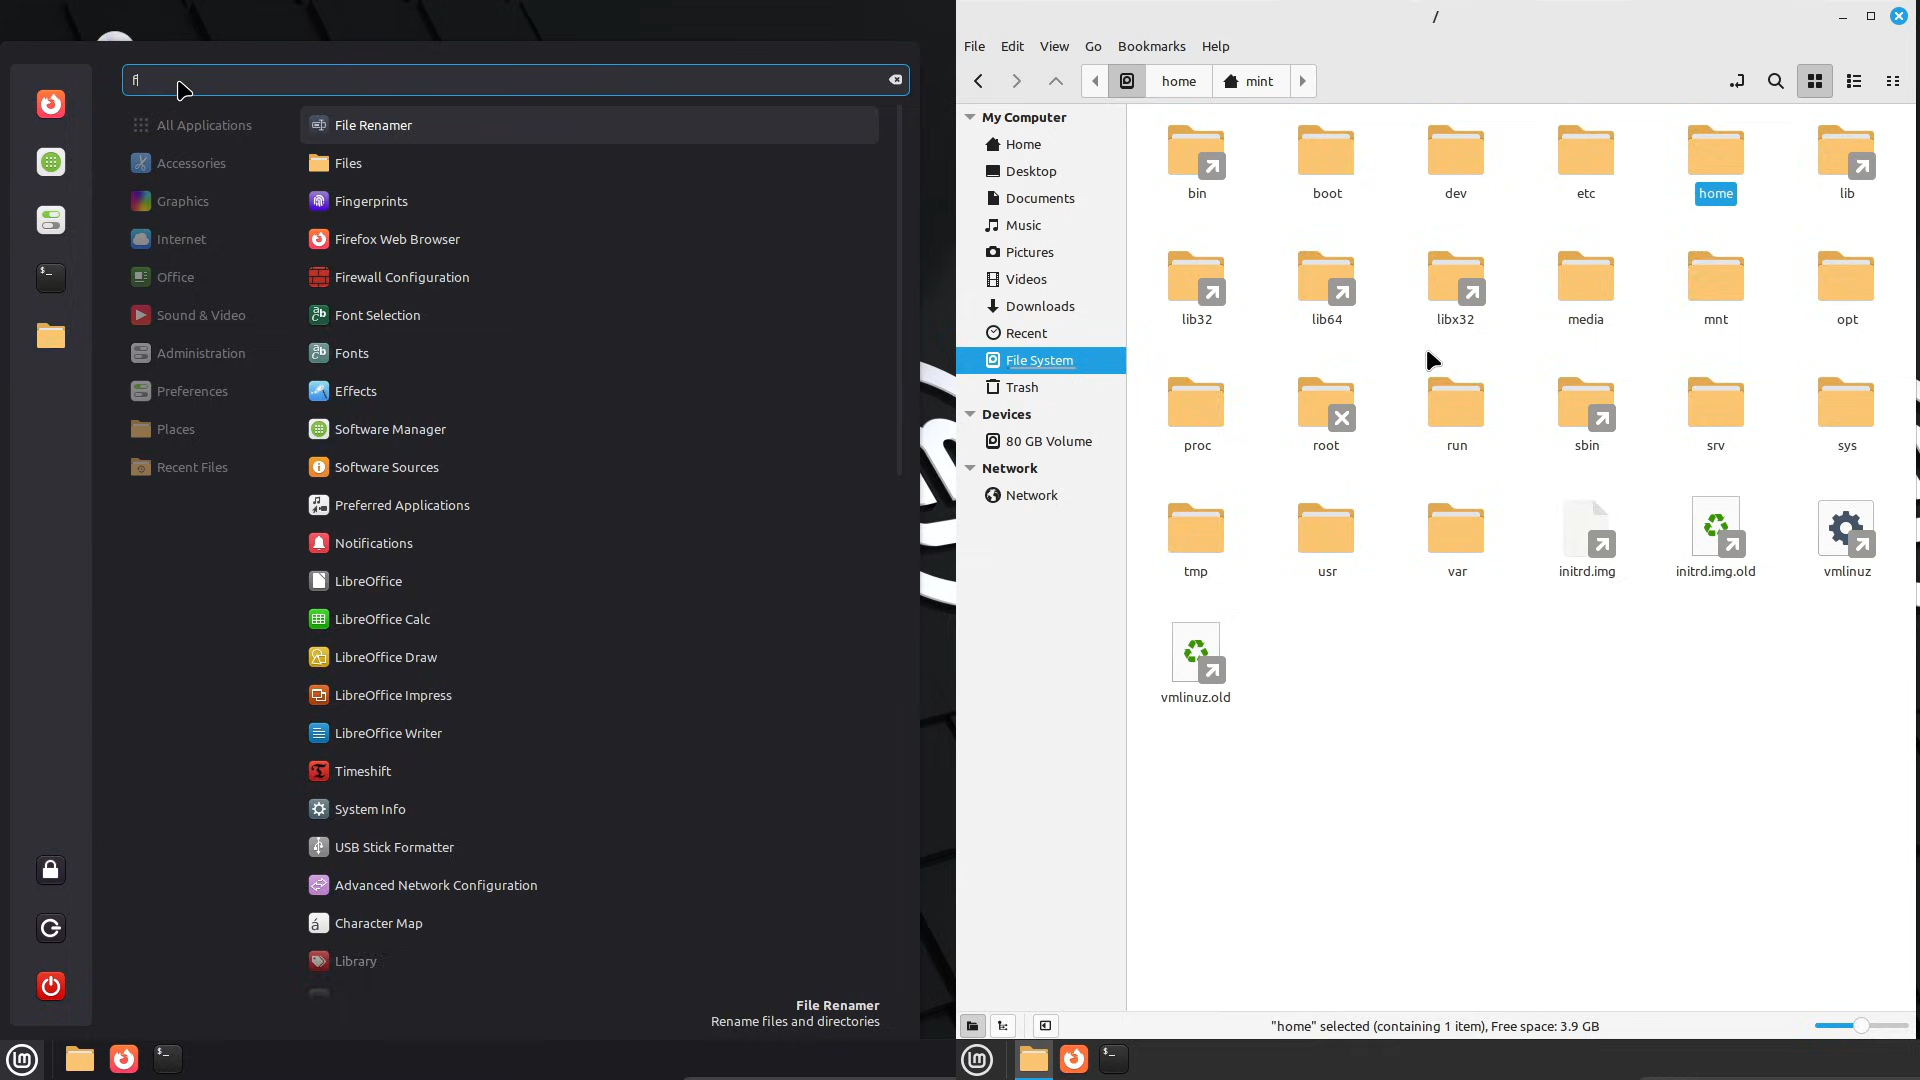 fi
All Applications
Accessories
Graphics
Internet
Office
Sound & Video
Administration
Preferences
Places
Recent Files
File Renamer
Files
Fingerprints
Firefox Web Browser
Firewall Configuration
Font Selection
Fonts
Effects
Software Manager
Software Sources
Preferred Applications
Notifications
LibreOffice
LibreOffice Calc
LibreOffice Draw
LibreOffice Impress
LibreOffice Writer
Timeshift
System Info
USB Stick Formatter
Advanced Network Configuration
Character Map
Library
File Renamer
Rename files and directories
/
File Edit View Go Bookmarks Help
home mint
My Computer
Home
Desktop
Documents
Music
Pictures
Videos
Downloads
Recent
File System
Trash
Devices
80 GB Volume
Network
Network
bin boot dev etc home lib
lib32 lib64 libx32 media mnt opt
proc root run sbin srv sys
tmp usr var initrd.img initrd.img.old vmlinuz
vmlinuz.old
"home" selected (containing 1 item), Free space: 3.9 GB